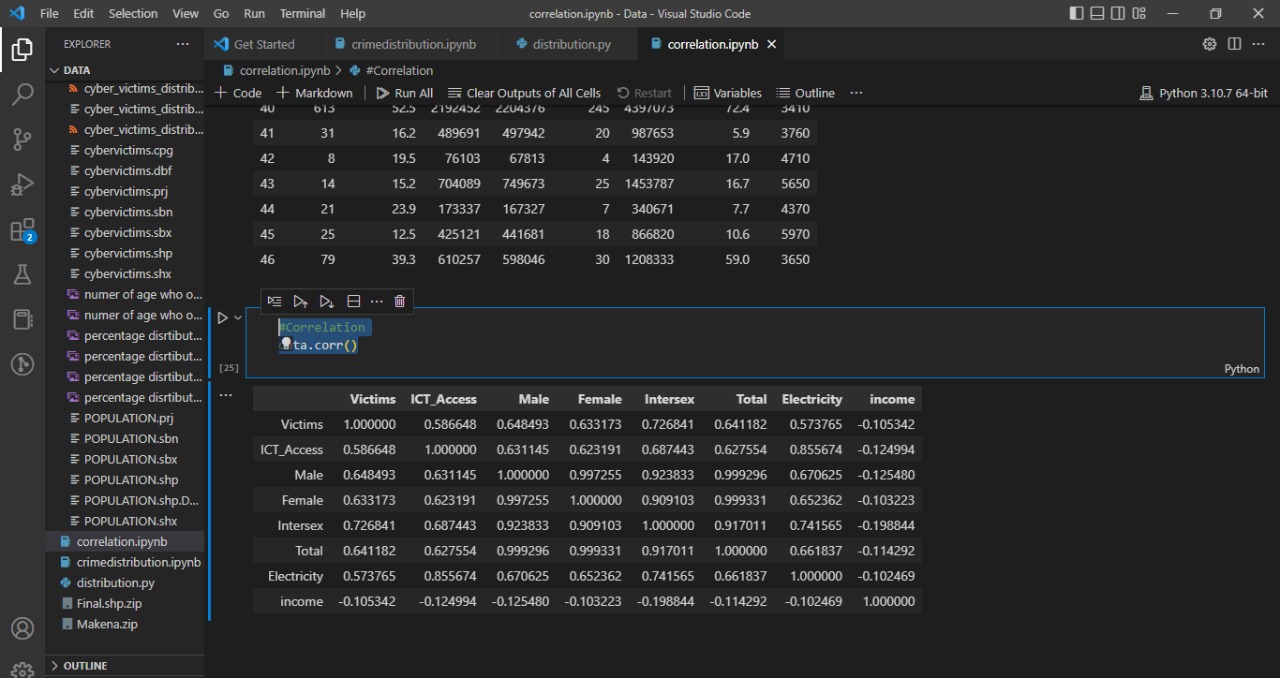 File Edit Selection View Go Run Terminal Help correlation.ipynb - Data - Visual Studio Code
EXPLORER ··· Get Started crimedistribution.ipynb distribution.py correlation.ipynb ×
DATA
correlation.ipynb > #Correlation
+ Code + Markdown Run All Clear Outputs of All Cells Restart Variables Outline ··· Python 3.10.7 64-bit
cyber_victims_distrib...
cyber_victims_distrib...
cyber_victims_distrib...
cybervictims.cpg
cybervictims.dbf
cybervictims.prj
cybervictims.sbn
cybervictims.sbx
cybervictims.shp
cybervictims.shx
numer of age who o...
numer of age who o...
percentage disrtibut...
percentage disrtibut...
percentage disrtibut...
percentage disrtibut...
POPULATION.prj
POPULATION.sbn
POPULATION.sbx
POPULATION.shp
POPULATION.shp.D...
POPULATION.shx
correlation.ipynb
crimedistribution.ipynb
distribution.py
Final.shp.zip
Makena.zip
OUTLINE
2
40 613 52.5 2192452 2204376 245 4397073 72.4 3410
41 31 16.2 489691 497942 20 987653 5.9 3760
42 8 19.5 76103 67813 4 143920 17.0 4710
43 14 15.2 704089 749673 25 1453787 16.7 5650
44 21 23.9 173337 167327 7 340671 7.7 4370
45 25 12.5 425121 441681 18 866820 10.6 5970
46 79 39.3 610257 598046 30 1208333 59.0 3650
#Correlation
ta.corr()
[25] Python
Victims ICT_Access Male Female Intersex Total Electricity income
Victims 1.000000 0.586648 0.648493 0.633173 0.726841 0.641182 0.573765 -0.105342
ICT_Access 0.586648 1.000000 0.631145 0.623191 0.687443 0.627554 0.855674 -0.124994
Male 0.648493 0.631145 1.000000 0.997255 0.923833 0.999296 0.670625 -0.125480
Female 0.633173 0.623191 0.997255 1.000000 0.909103 0.999331 0.652362 -0.103223
Intersex 0.726841 0.687443 0.923833 0.909103 1.000000 0.917011 0.741565 -0.198844
Total 0.641182 0.627554 0.999296 0.999331 0.917011 1.000000 0.661837 -0.114292
Electricity 0.573765 0.855674 0.670625 0.652362 0.741565 0.661837 1.000000 -0.102469
income -0.105342 -0.124994 -0.125480 -0.103223 -0.198844 -0.114292 -0.102469 1.000000